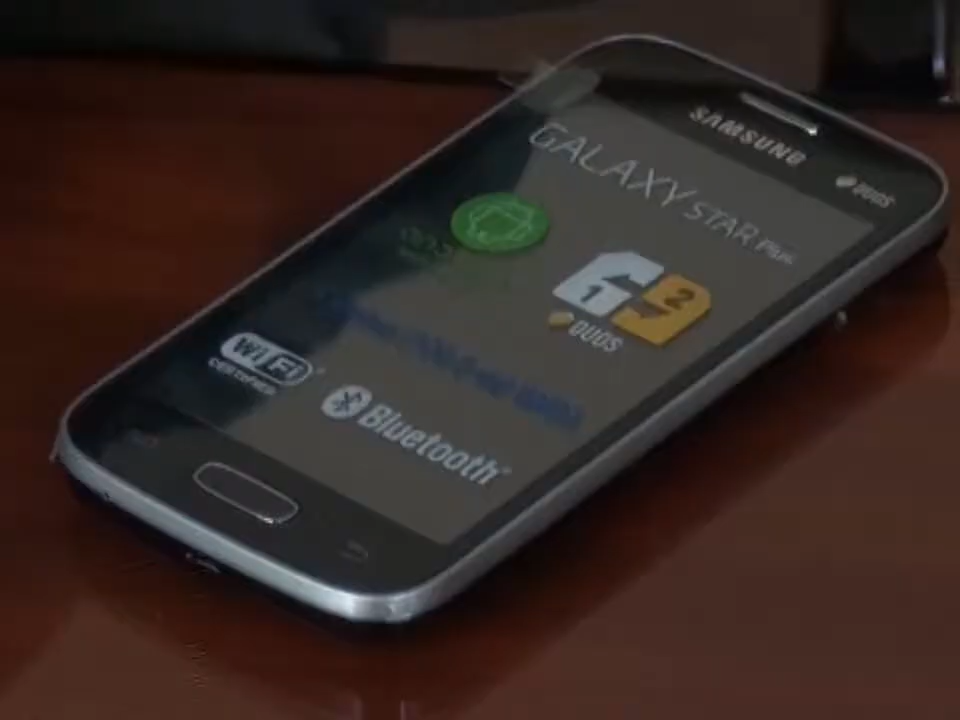 SAMSUNG
DUOS
GALAXY STAR Plus
1 2
DUOS
Wi Fi
CERTIFIED
Bluetooth®